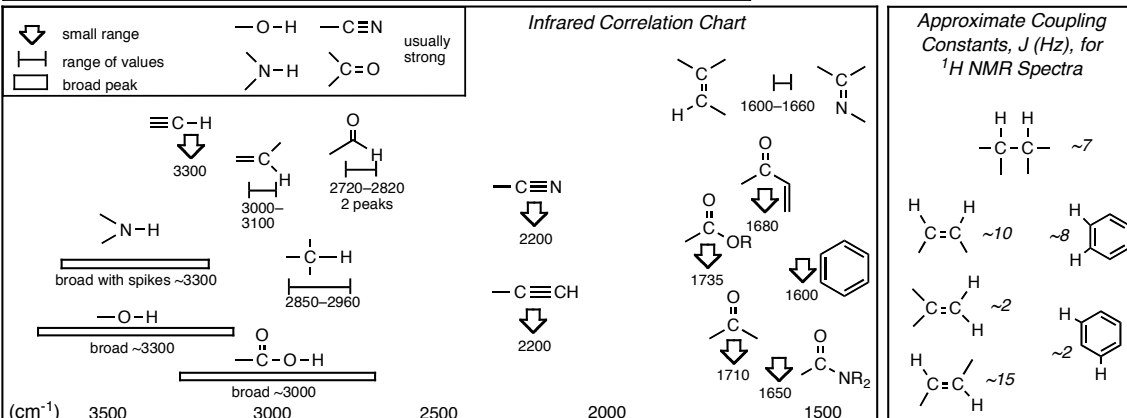 Infrared Correlation Chart
small range
range of values
broad peak
—O—H
—C≡N
N—H
C=O
usually
strong
≡C—H
3300
=C
H
3000–
3100
O
H
2720–2820
2 peaks
N—H
broad with spikes ~3300
—C—H
2850–2960
—O—H
broad ~3300
O
—C—O—H
broad ~3000
—C≡N
2200
—C≡CH
2200
C
H C
1600–1660
C
N
O
C
1680
O
C
OR
1735
1600
O
C
1710
O
C
NR2
1650
(cm-1) 3500 3000 2500 2000 1500
Approximate Coupling
Constants, J (Hz), for
1H NMR Spectra
H H
—C—C—
~7
H H
C=C
~10
~8
H
H
C=C
H
H
~2
H
H
~2
H
C=C
H
~15